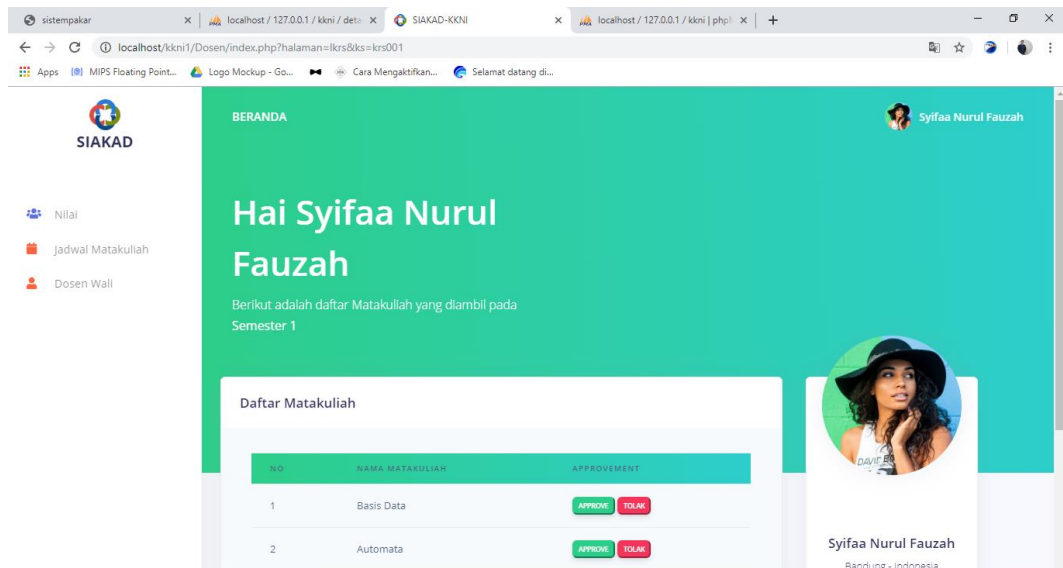 sistempakar
localhost / 127.0.0.1 / kkni / deta
SIAKAD-KKNI
localhost / 127.0.0.1 / kkni | php
localhost/kkni1/Dosen/index.php?halaman=lkrs&ks=krs001
Apps
MIPS Floating Point...
Logo Mockup - Go...
Cara Mengaktifkan...
Selamat datang di...
SIAKAD
BERANDA
Syifaa Nurul Fauzah
Nilai
Jadwal Matakuliah
Dosen Wali
Hai Syifaa Nurul
Fauzah
Berikut adalah daftar Matakuliah yang diambil pada
Semester 1
Daftar Matakuliah
NO NAMA MATAKULIAH APPROVEMENT
1 Basis Data APPROVE TOLAK
2 Automata APPROVE TOLAK
Syifaa Nurul Fauzah
Bandung - Indonesia